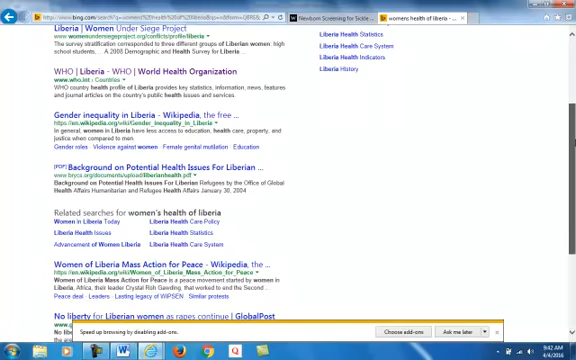 Newborn Screening for Sickle ...
womens health of liberia - ...
Liberia | Women Under Siege Project
www.womenundersiegeproject.org/conflicts/profile/liberia
The survey stratification corresponded to three different groups of Liberian women: high
school students, ... A 2008 Demographic and Health Survey for Liberia ...
WHO | Liberia - WHO | World Health Organization
www.who.int › Countries
WHO country health profile of Liberia provides key statistics, information, news, features
and journal articles on the country's public health issues and services.
Gender inequality in Liberia - Wikipedia, the free ...
https://en.wikipedia.org/wiki/Gender_inequality_in_Liberia
In general, women in Liberia have less access to education, health care, property, and
justice when compared to men.
Gender roles · Violence against women · Female genital mutilation · Education
[PDF] Background on Potential Health Issues For Liberian ...
www.brycs.org/documents/upload/liberianhealth.pdf
Background on Potential Health Issues For Liberian Refugees by the Office of Global
Health Affairs Humanitarian and Refugee Health Affairs January 30, 2004
Related searches for women's health of liberia
Women in Liberia Today
Liberia Health Care Policy
Liberia Health Issues
Liberia Health Statistics
Advancement of Women Liberia
Liberia Health Care System
Women of Liberia Mass Action for Peace - Wikipedia, the ...
https://en.wikipedia.org/wiki/Women_of_Liberia_Mass_Action_for_Peace
Women of Liberia Mass Action for Peace is a peace movement started by women in
Liberia, Africa, their leader Crystal Roh Gawding, that worked to end the Second ...
Peace deal · Leaders · Lasting legacy of WIPSEN · Similar protests
No liberty for Liberian women as rapes continue | GlobalPost
Liberia Health Statistics
Liberia Health Care System
Liberia Health Indicators
Liberia History
Speed up browsing by disabling add-ons.
Choose add-ons
Ask me later
9:42 AM
4/4/2016